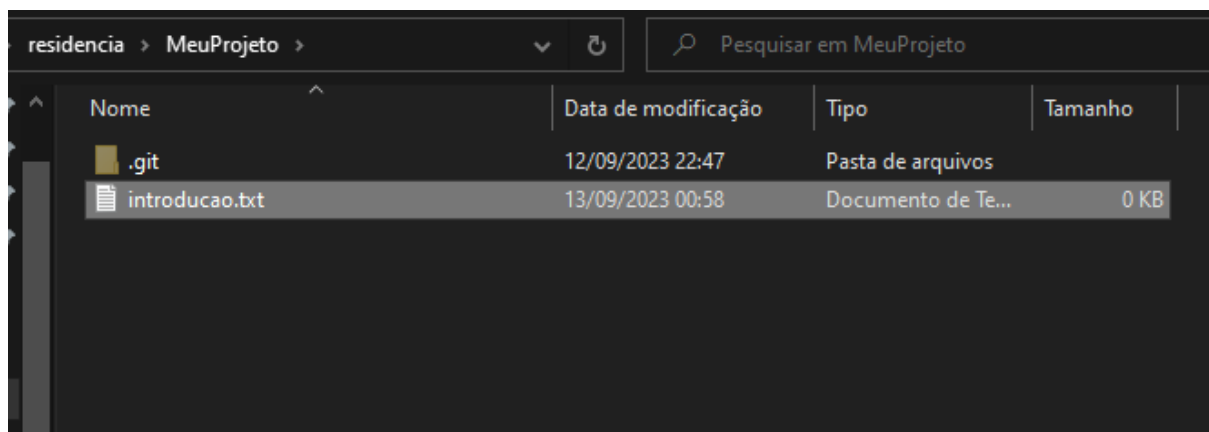 residencia > MeuProjeto >
Pesquisar em MeuProjeto
Nome Data de modificação Tipo Tamanho
.git 12/09/2023 22:47 Pasta de arquivos
introducao.txt 13/09/2023 00:58 Documento de Te... 0 KB